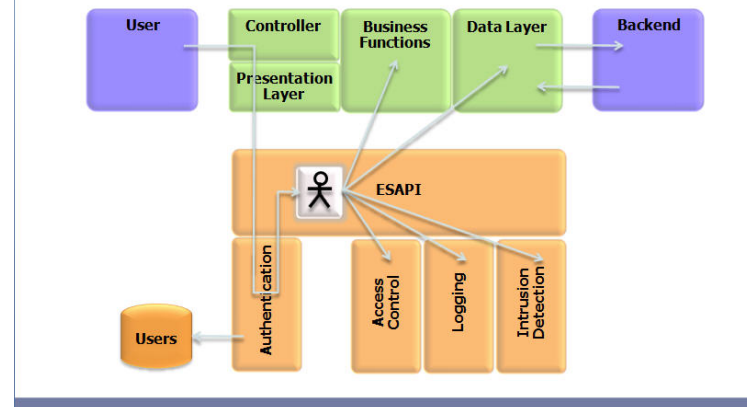 User
Controller
Business
Functions
Data Layer
Backend
Presentation
Layer
ESAPI
Authentication
Access
Control
Logging
Intrusion
Detection
Users